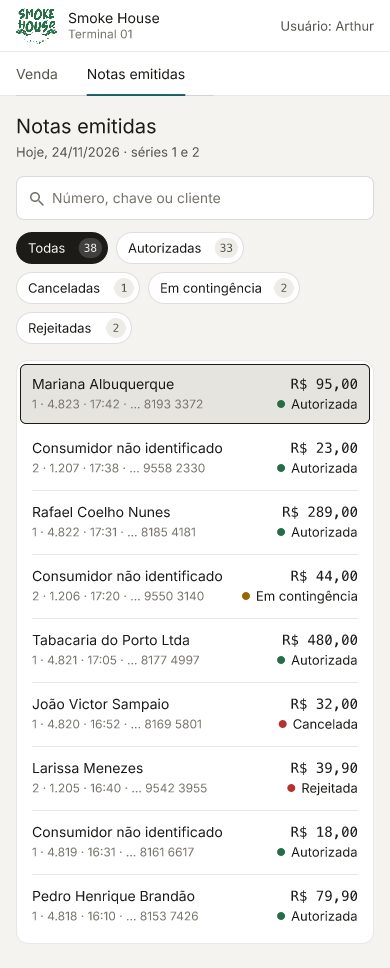 SMOKE
HOUSE
Smoke House
Terminal 01
Usuário: Arthur
Venda
Notas emitidas
Notas emitidas
Hoje, 24/11/2026 · séries 1 e 2
Número, chave ou cliente
Todas 38
Autorizadas 33
Canceladas 1
Em contingência 2
Rejeitadas 2
Mariana Albuquerque R$ 95,00
1 · 4.823 · 17:42 · ... 8193 3372 Autorizada
Consumidor não identificado R$ 23,00
2 · 1.207 · 17:38 · ... 9558 2330 Autorizada
Rafael Coelho Nunes R$ 289,00
1 · 4.822 · 17:31 · ... 8185 4181 Autorizada
Consumidor não identificado R$ 44,00
2 · 1.206 · 17:20 · ... 9550 3140 Em contingência
Tabacaria do Porto Ltda R$ 480,00
1 · 4.821 · 17:05 · ... 8177 4997 Autorizada
João Victor Sampaio R$ 32,00
1 · 4.820 · 16:52 · ... 8169 5801 Cancelada
Larissa Menezes R$ 39,90
2 · 1.205 · 16:40 · ... 9542 3955 Rejeitada
Consumidor não identificado R$ 18,00
1 · 4.819 · 16:31 · ... 8161 6617 Autorizada
Pedro Henrique Brandão R$ 79,90
1 · 4.818 · 16:10 · ... 8153 7426 Autorizada